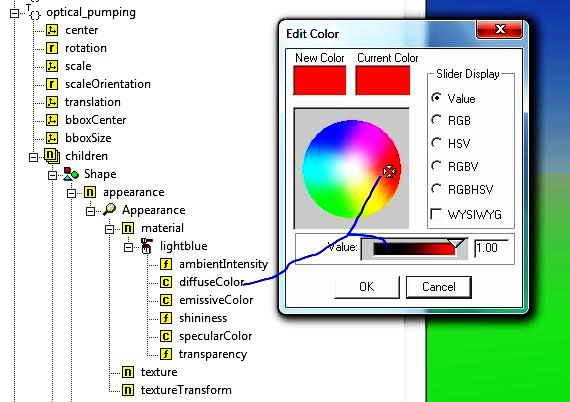 optical_pumping
center
rotation
scale
scaleOrientation
translation
bboxCenter
bboxSize
children
Shape
appearance
Appearance
material
lightblue
ambientIntensity
diffuseColor
emissiveColor
shininess
specularColor
transparency
texture
textureTransform
Edit Color
New Color Current Color
Slider Display
Value
RGB
HSV
RGBV
RGBHSV
WYSIWYG
Value: 1.00
OK Cancel